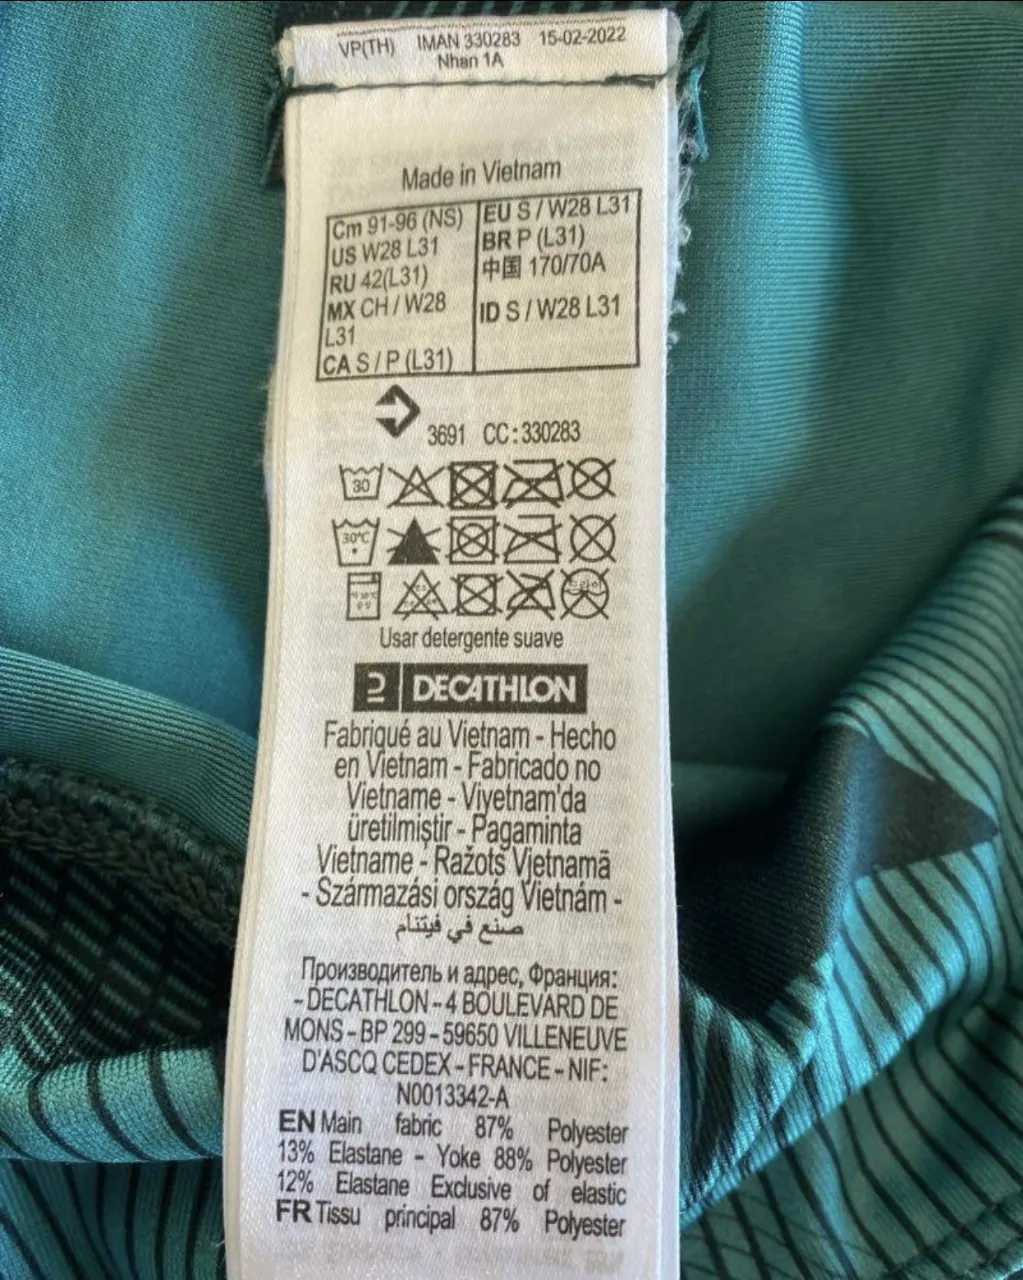 VP(TH) IMAN 330283 15-02-2022
Nhan 1A
Made in Vietnam
Cm 91-96 (NS)
US W28 L31
RU 42(L31)
MX CH / W28
L31
CA S / P (L31)
EU S / W28 L31
BR P (L31)
中国 170/70A
ID S / W28 L31
3691 CC : 330283
30
30°C
Usar detergente suave
DECATHLON
Fabriqué au Vietnam - Hecho
en Vietnam - Fabricado no
Vietname - Viyetnam'da
üretilmiştir - Pagaminta
Vietname - Ražots Vjetnamā
- Származási ország Vietnám -
صنع في فيتنام
Производитель и адрес, Франция:
- DECATHLON - 4 BOULEVARD DE
MONS - BP 299 - 59650 VILLENEUVE
D'ASCQ CEDEX - FRANCE - NIF:
N0013342-A
EN Main fabric 87% Polyester
13% Elastane - Yoke 88% Polyester
12% Elastane Exclusive of elastic
FR Tissu principal 87% Polyester